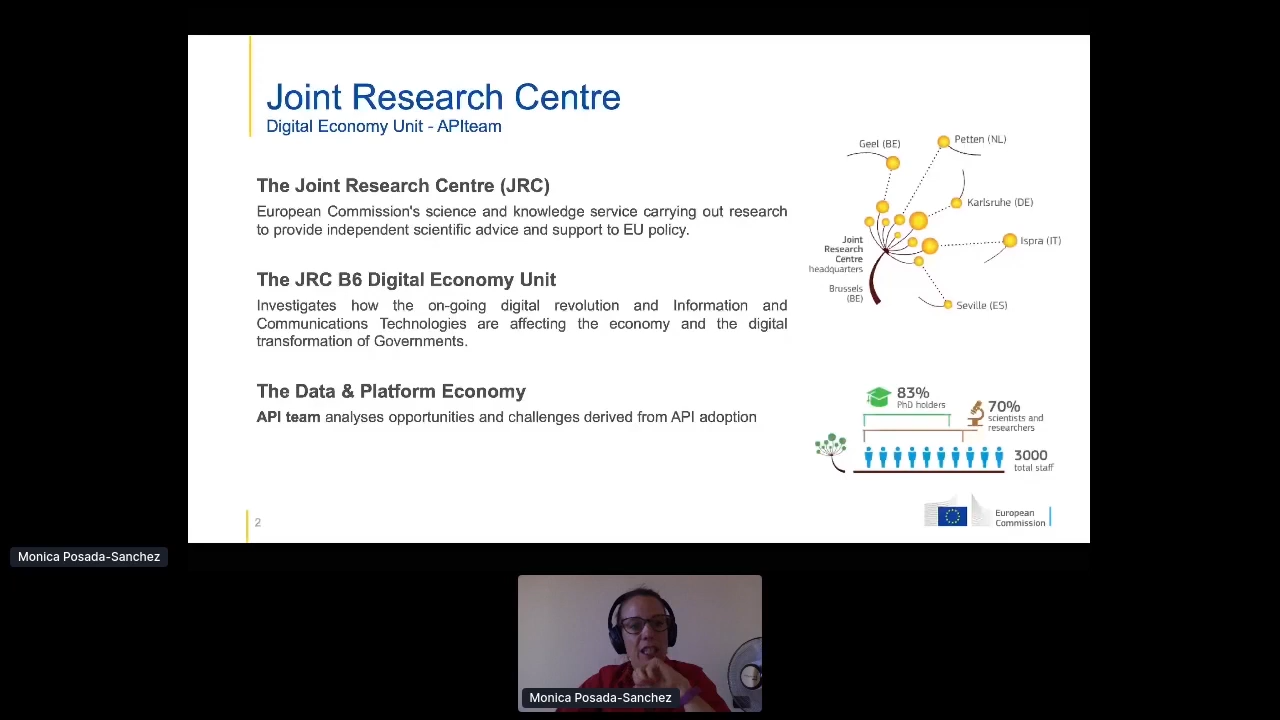 Joint Research Centre
Digital Economy Unit - APIteam
The Joint Research Centre (JRC)
European Commission's science and knowledge service carrying out research
to provide independent scientific advice and support to EU policy.
The JRC B6 Digital Economy Unit
Investigates how the on-going digital revolution and Information and
Communications Technologies are affecting the economy and the digital
transformation of Governments.
The Data & Platform Economy
API team analyses opportunities and challenges derived from API adoption
Geel (BE)
Petten (NL)
Karlsruhe (DE)
Ispra (IT)
Seville (ES)
Joint
Research
Centre
headquarters
Brussels
(BE)
83%
PhD holders
70%
scientists and
researchers
3000
total staff
European
Commission
2
Monica Posada-Sanchez
Monica Posada-Sanchez